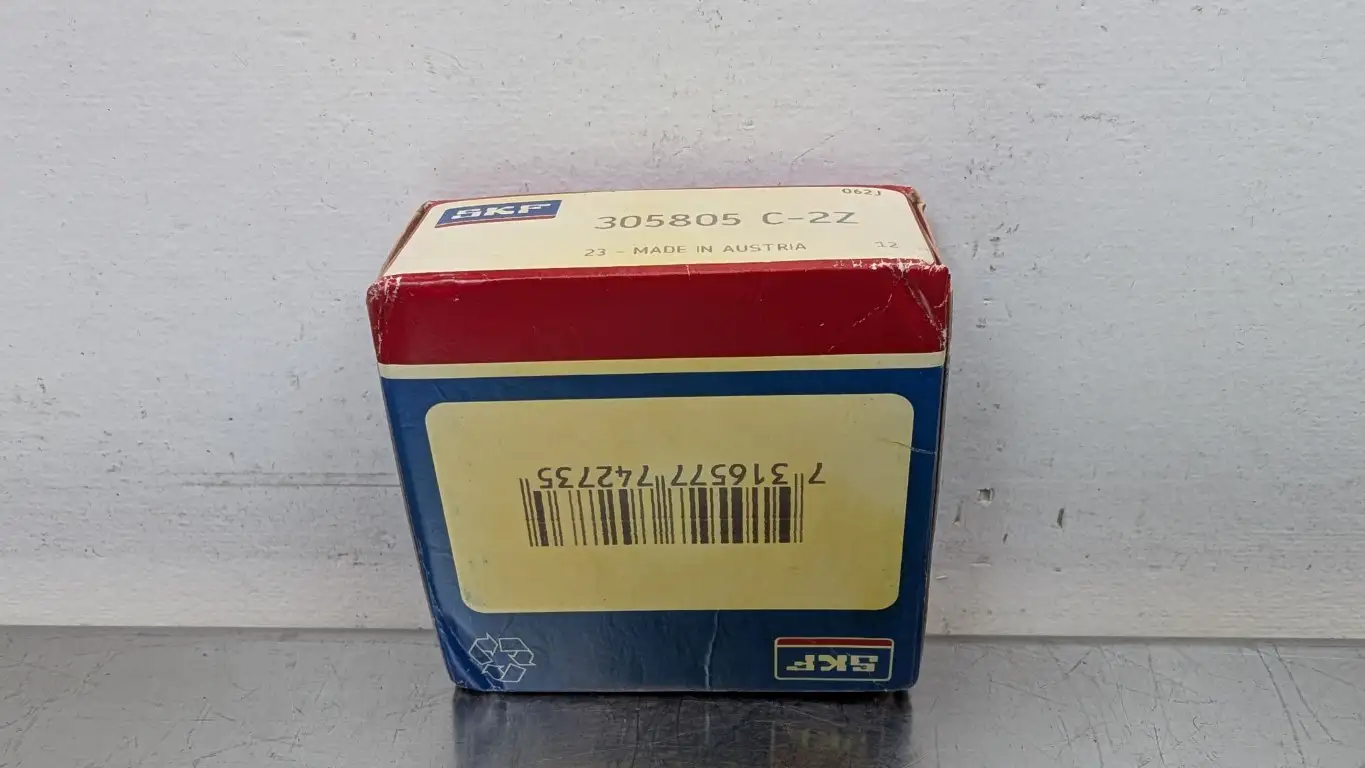 062J
SKF
305805 C-2Z
23 - MADE IN AUSTRIA
12
7 316577 742735
SKF